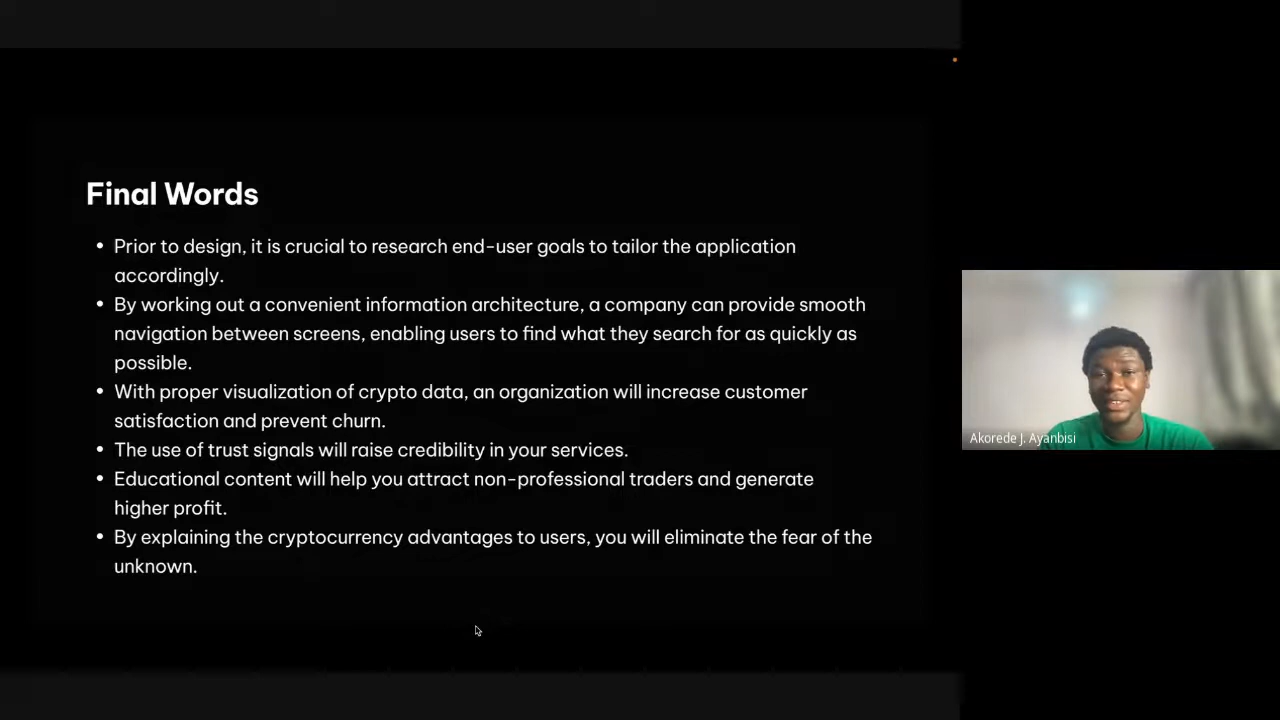 Final Words
• Prior to design, it is crucial to research end-user goals to tailor the application
accordingly.
• By working out a convenient information architecture, a company can provide smooth
navigation between screens, enabling users to find what they search for as quickly as
possible.
• With proper visualization of crypto data, an organization will increase customer
satisfaction and prevent churn.
• The use of trust signals will raise credibility in your services.
• Educational content will help you attract non-professional traders and generate
higher profit.
• By explaining the cryptocurrency advantages to users, you will eliminate the fear of the
unknown.
Akorede J. Ayanbisi